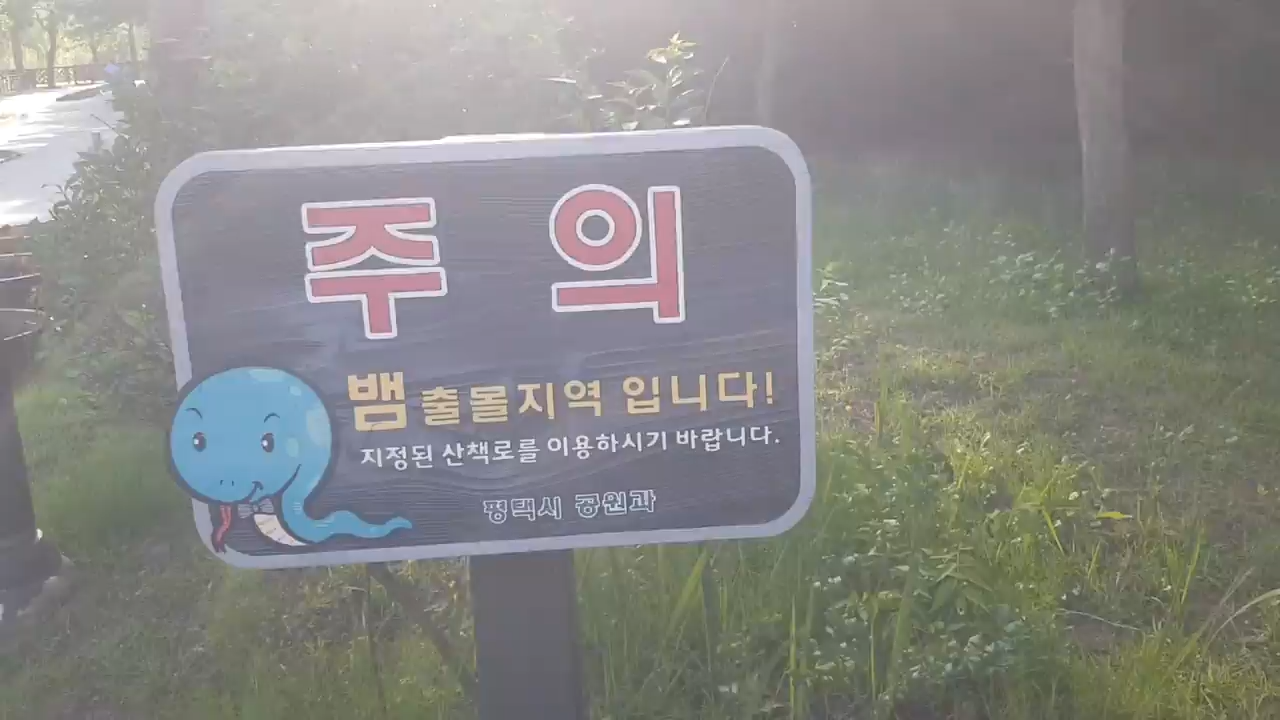 주 의
뱀 출몰지역 입니다!
지정된 산책로를 이용하시기 바랍니다.
평택시 공원과